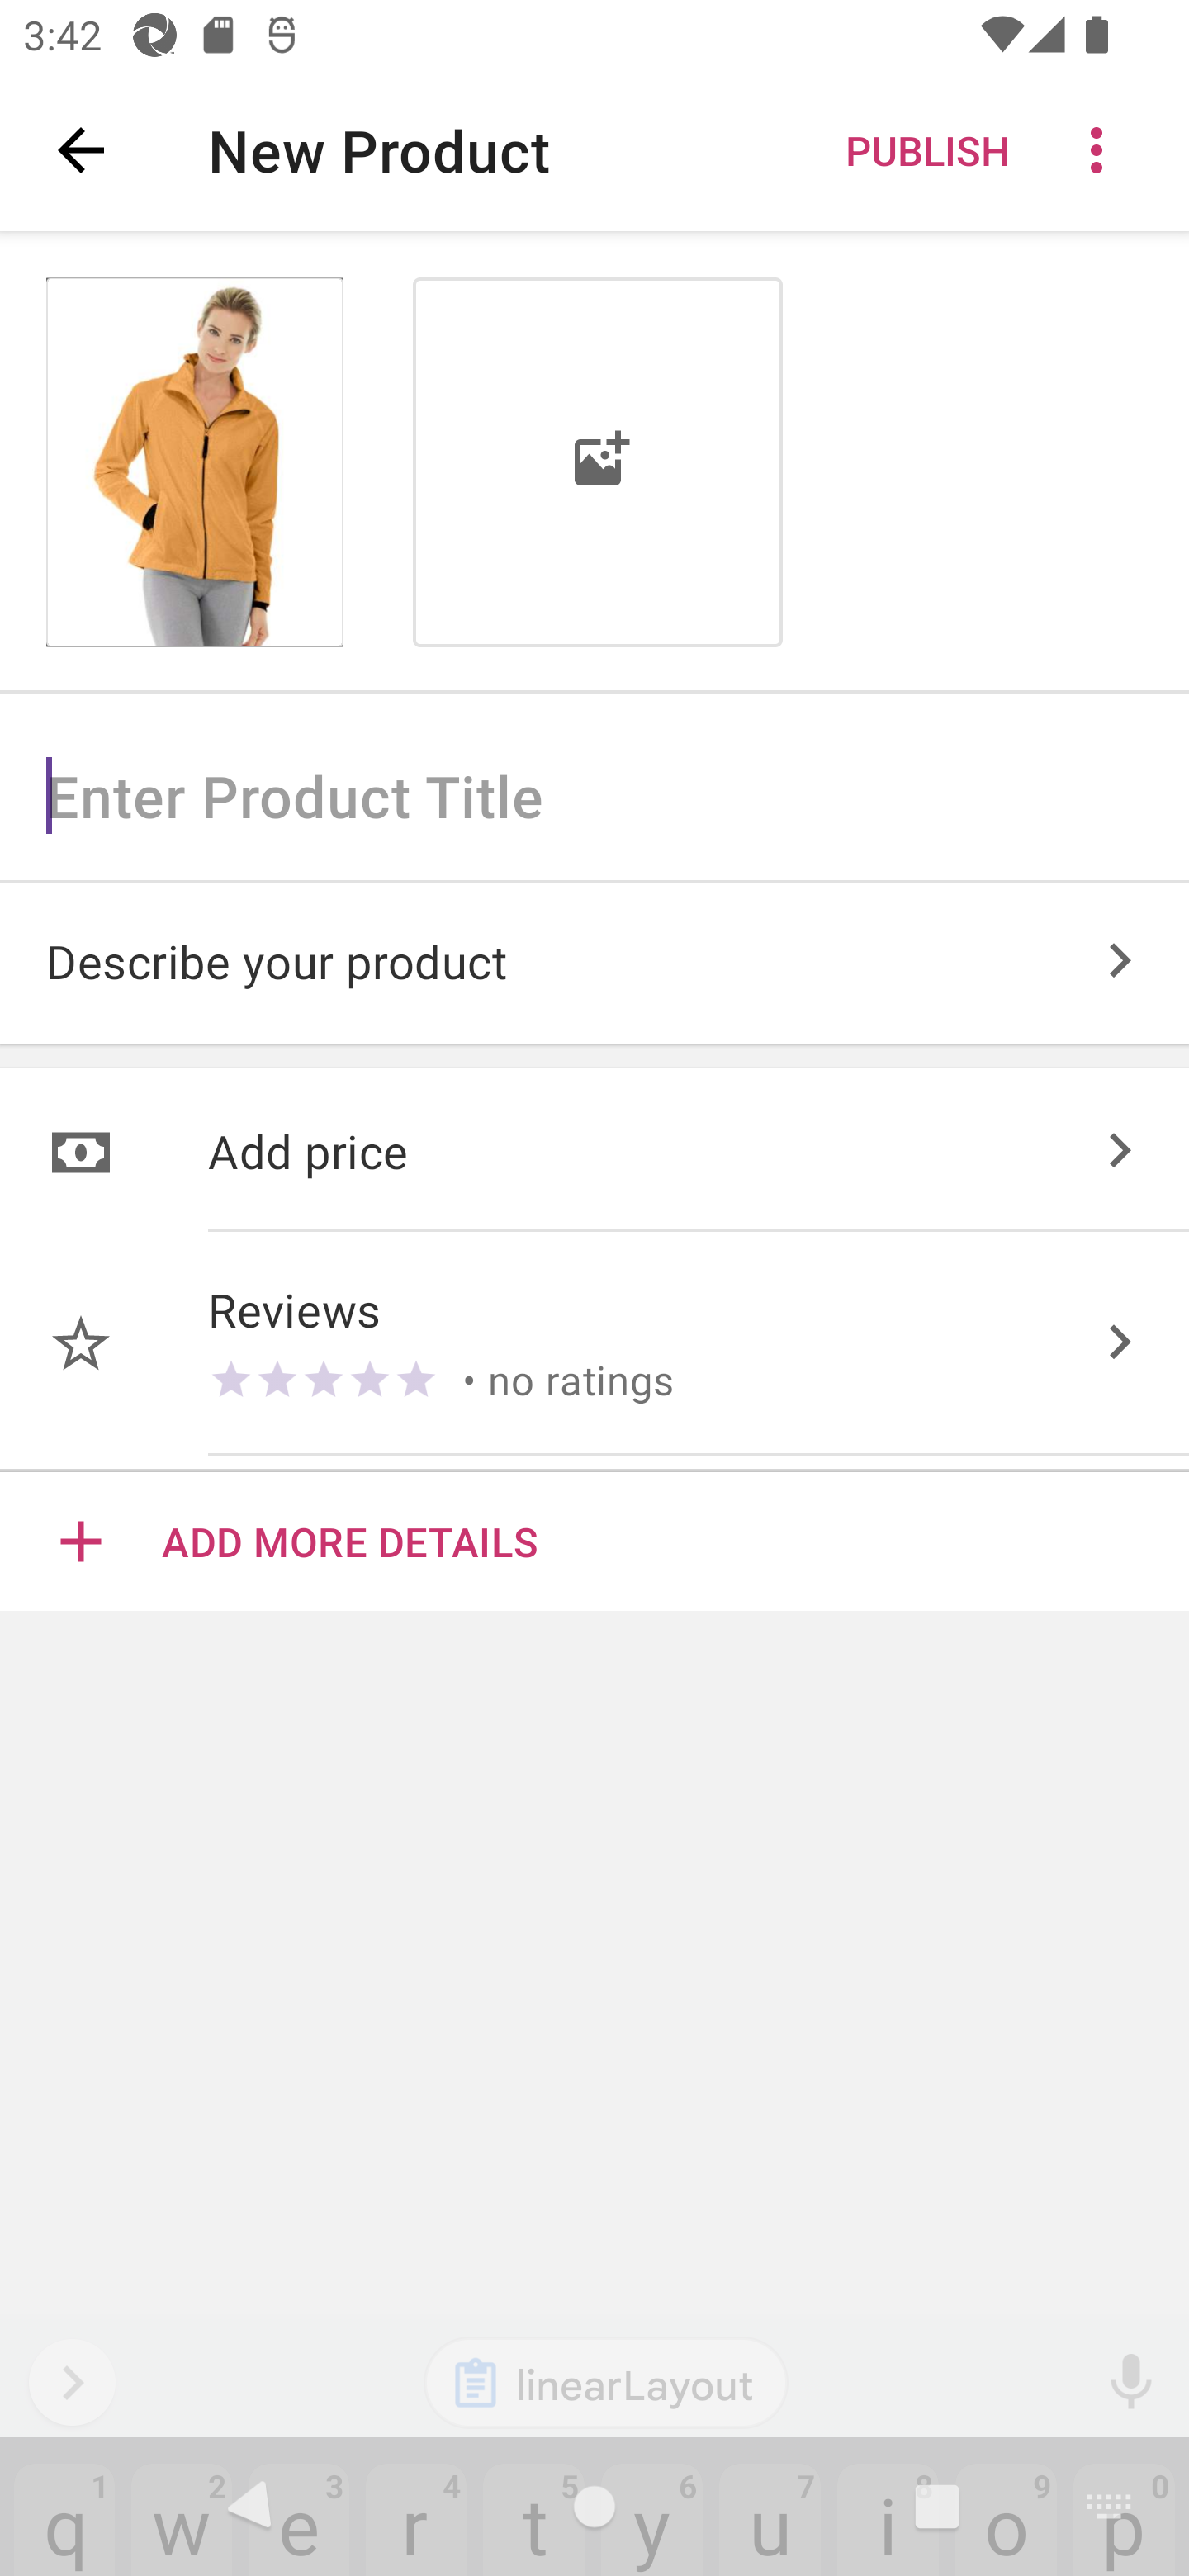 3:42
New Product
PUBLISH
Enter Product Title
Describe your product
Add price
Reviews
• no ratings
ADD MORE DETAILS
linearLayout
1 2 3 4 5 6 7 8 9 0
q w e r t y u i o p